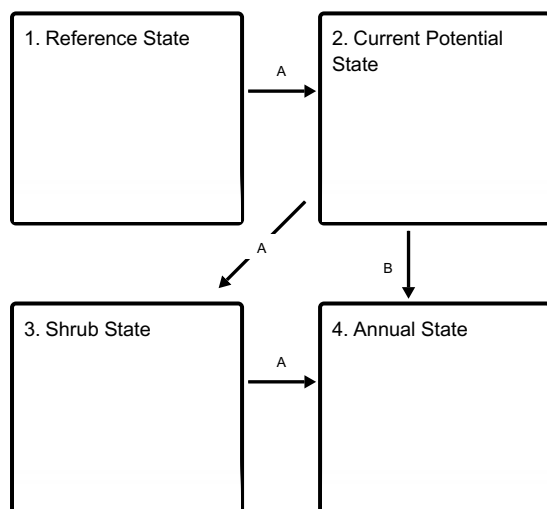 1. Reference State
A
2. Current Potential
State
A
B
3. Shrub State
A
4. Annual State